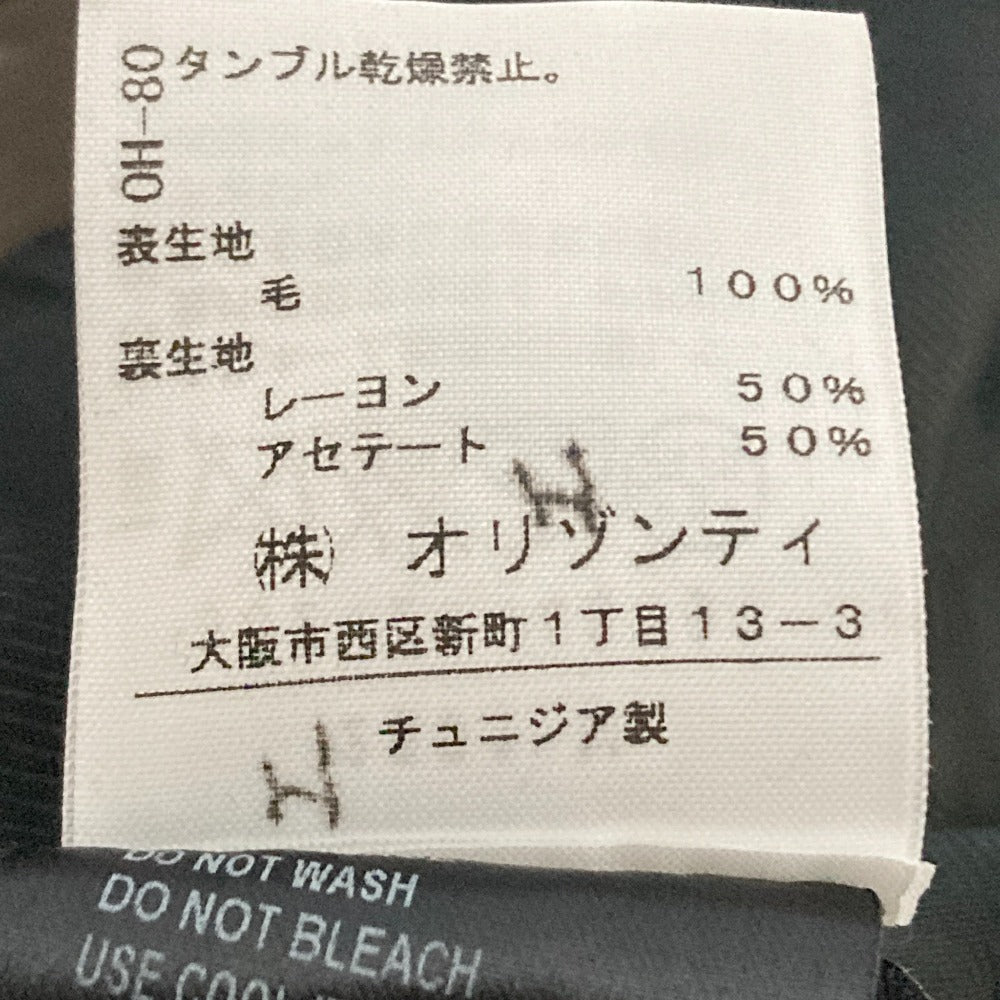 08-HO
タンブル乾燥禁止。
表生地
毛 100%
裏生地
レーヨン 50%
アセテート 50%
H
㈱ オリゾンティ
大阪市西区新町1丁目13-3
チュニジア製
H
DO NOT WASH
DO NOT BLEACH
USE COOL